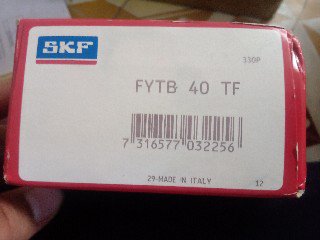 SKF
330P
FYTB 40 TF
7 316577 032256
29-MADE IN ITALY
12